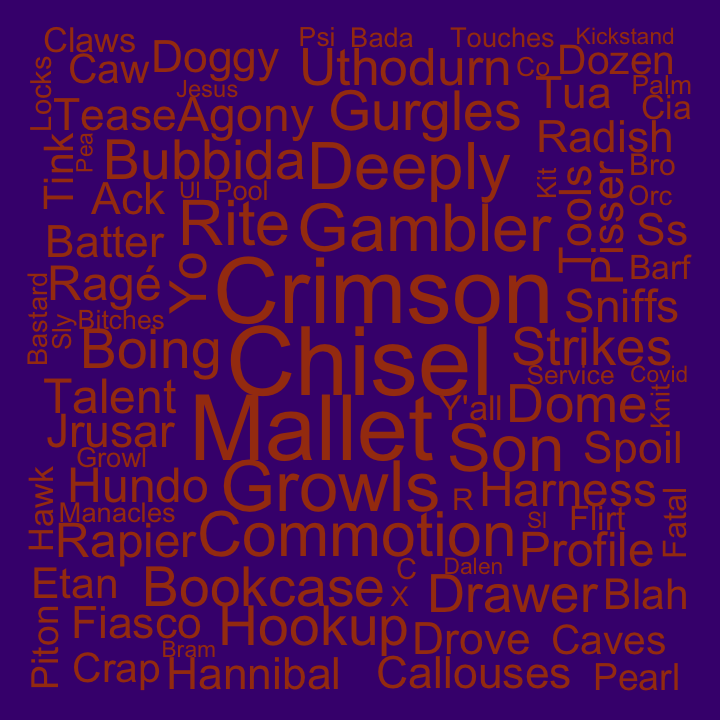 Claws
Psi
Bada
Touches
Kickstand
Caw
Doggy
Uthodurn
Co
Dozen
Locks
Jesus
Tua
Palm
Tease
Agony
Gurgles
Cia
Radish
Tink
Pea
Bubbida
Deeply
Kit
Tools
Pisser
Bro
Ack
Ul
Pool
Orc
Batter
Rite
Gambler
Ss
Yo
Barf
Ragé
Crimson
Sniffs
Bastard
Sly
Bitches
Boing
Chisel
Strikes
Service
Covid
Talent
Mallet
Y'all
Dome
Knit
Jrusar
Son
Spoil
Growl
Hundo
Growls
R
Harness
Hawk
Manacles
Sl
Flirt
Fatal
Rapier
Commotion
Profile
Etan
Bookcase
C
X
Dalen
Drawer
Blah
Piton
Fiasco
Hookup
Bram
Drove
Caves
Crap
Hannibal
Callouses
Pearl